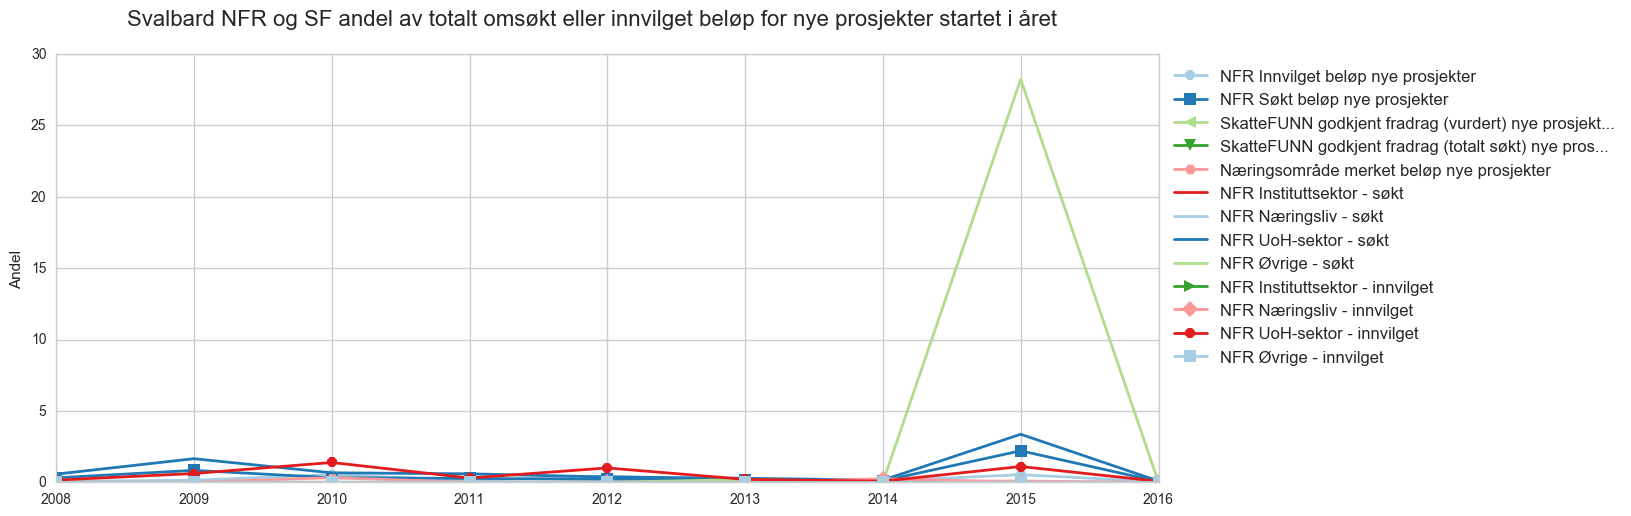 Svalbard NFR og SF andel av totalt omsøkt eller innvilget beløp for nye prosjekter startet i året
30
25
20
15
10
5
0
Andel
2008 2009 2010 2011 2012 2013 2014 2015 2016
NFR Innvilget beløp nye prosjekter
NFR Søkt beløp nye prosjekter
SkatteFUNN godkjent fradrag (vurdert) nye prosjekt...
SkatteFUNN godkjent fradrag (totalt søkt) nye pros...
Næringsområde merket beløp nye prosjekter
NFR Instituttsektor - søkt
NFR Næringsliv - søkt
NFR UoH-sektor - søkt
NFR Øvrige - søkt
NFR Instituttsektor - innvilget
NFR Næringsliv - innvilget
NFR UoH-sektor - innvilget
NFR Øvrige - innvilget